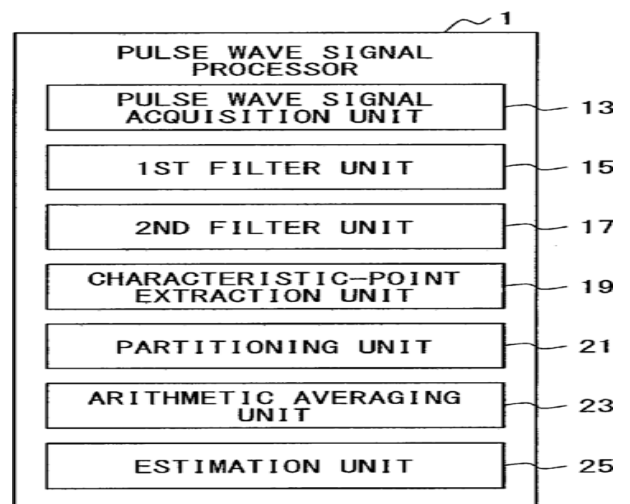 1
PULSE WAVE SIGNAL
PROCESSOR
PULSE WAVE SIGNAL
ACQUISITION UNIT
13
1ST FILTER UNIT
15
2ND FILTER UNIT
17
CHARACTERISTIC-POINT
EXTRACTION UNIT
19
PARTITIONING UNIT
21
ARITHMETIC AVERAGING
UNIT
23
ESTIMATION UNIT
25